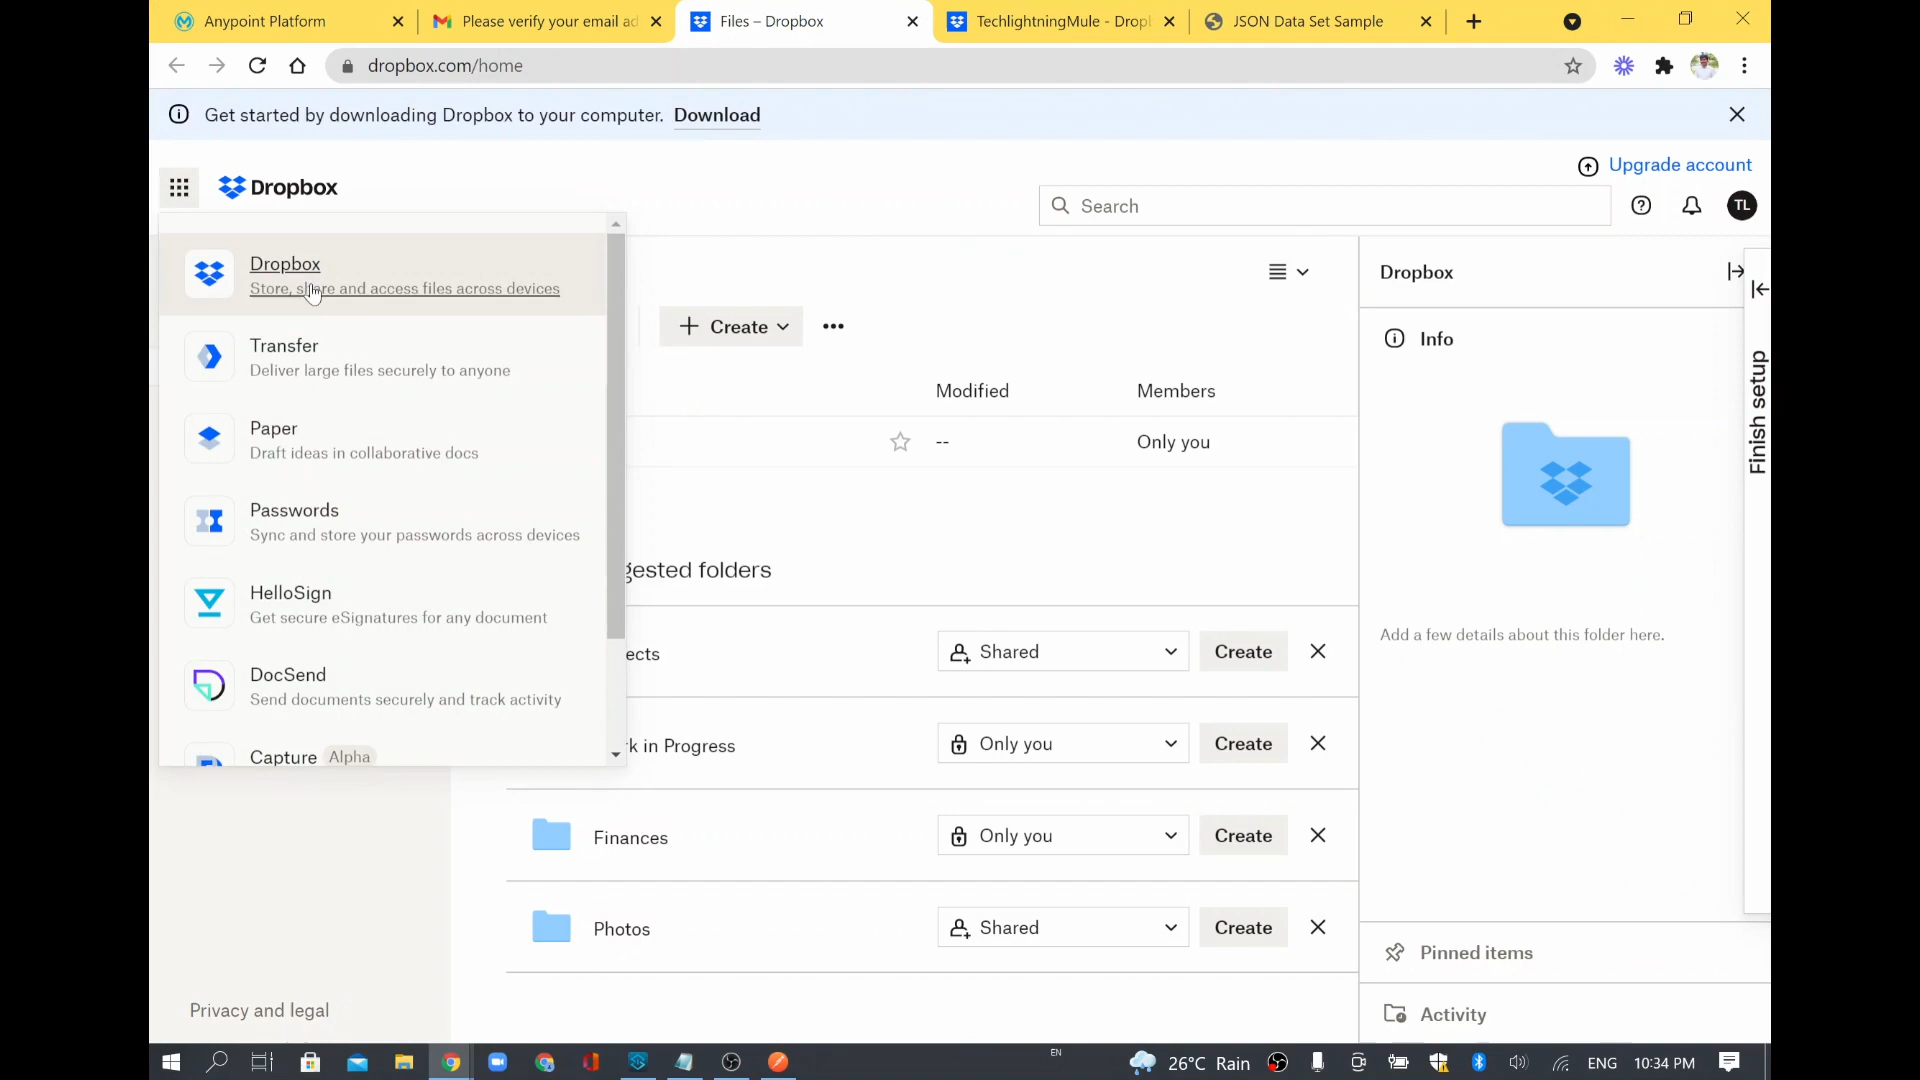 Anypoint Platform
Please verify your email ad
Files – Dropbox
TechlightningMule - Dropb
JSON Data Set Sample
dropbox.com/home
Get started by downloading Dropbox to your computer. Download
Upgrade account
Dropbox
Search
TL
Dropbox
Store, share and access files across devices
Transfer
Deliver large files securely to anyone
Paper
Draft ideas in collaborative docs
Passwords
Sync and store your passwords across devices
HelloSign
Get secure eSignatures for any document
DocSend
Send documents securely and track activity
Capture Alpha
Create
Modified Members
-- Only you
gested folders
ects Shared Create
rk in Progress Only you Create
Finances Only you Create
Photos Shared Create
Dropbox
Info
Add a few details about this folder here.
Finish setup
Pinned items
Activity
Privacy and legal
EN
26°C Rain
ENG
10:34 PM